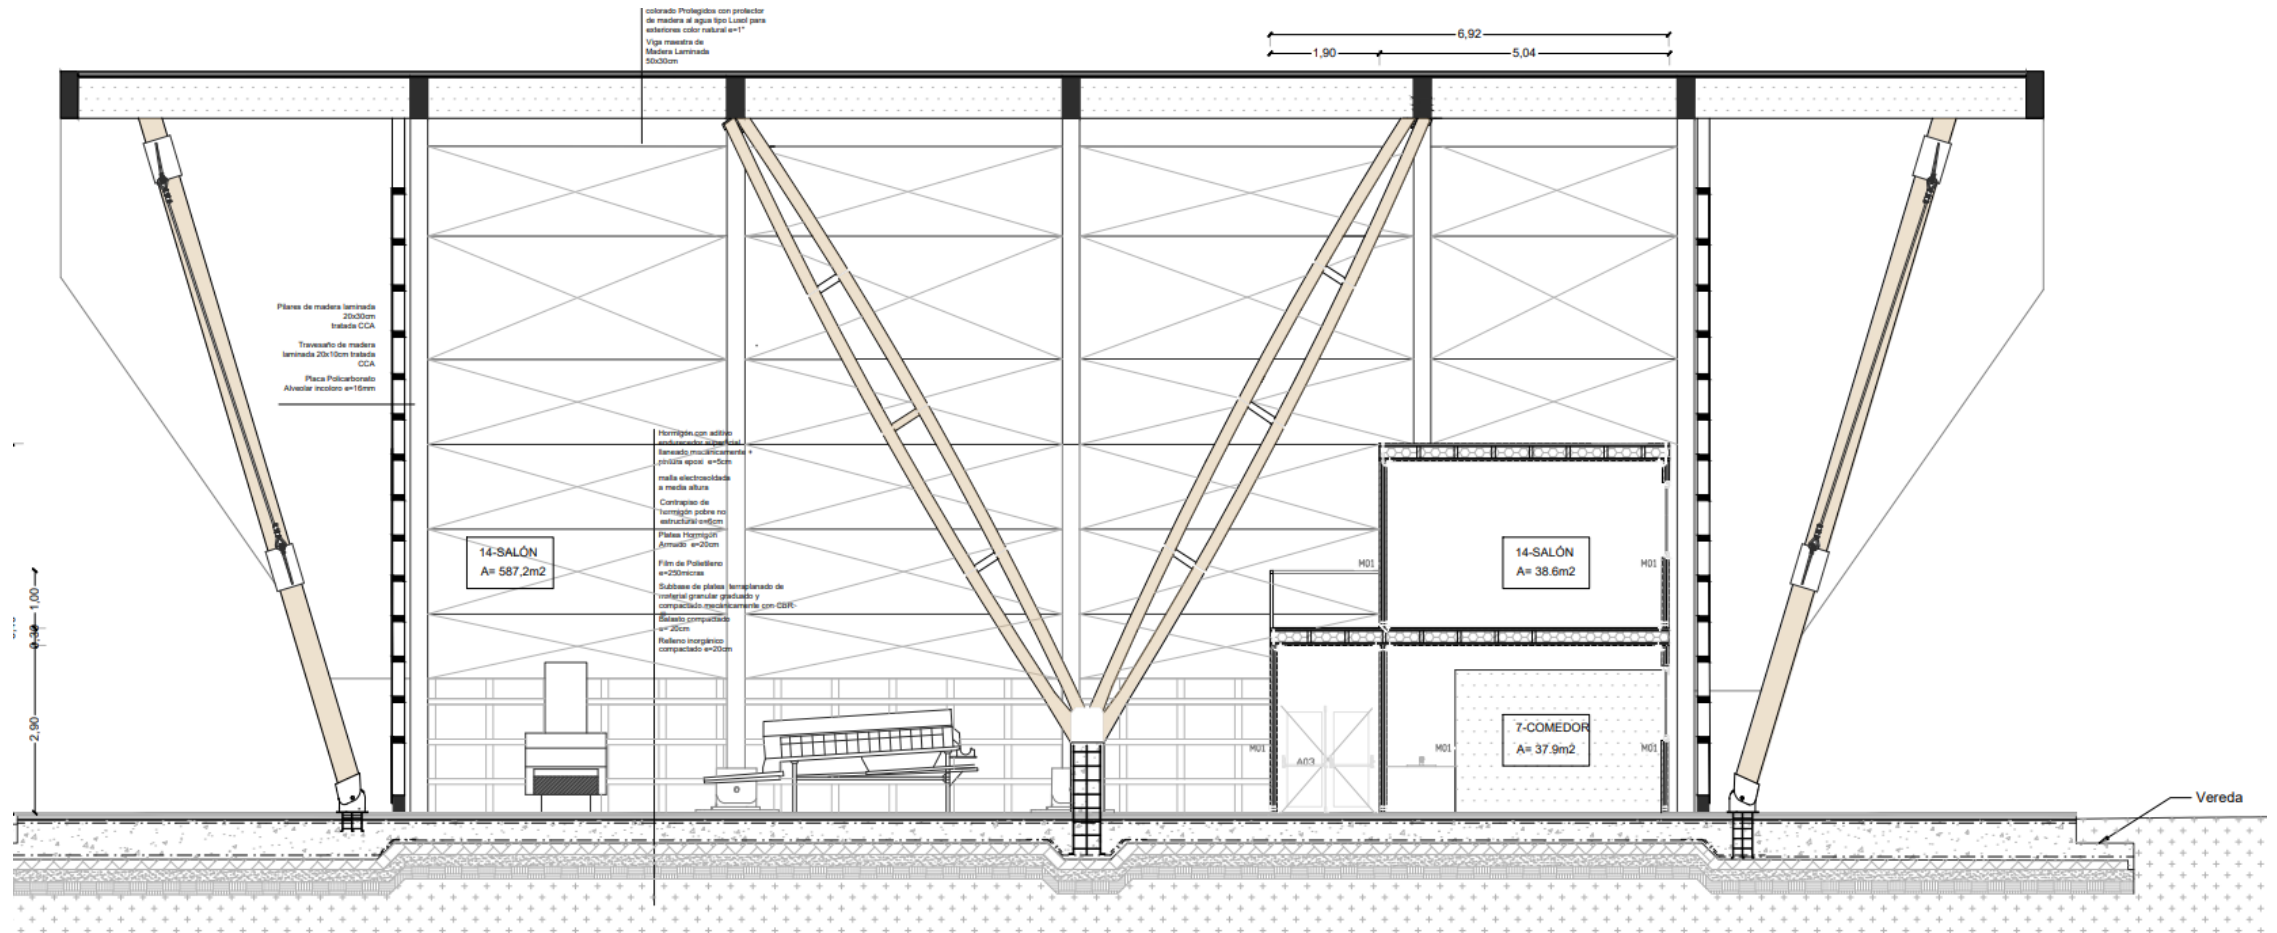 colorado Protegidos con protector
de madera al agua tipo Lusol para
exteriores color natural e=1"
Viga maestra de
Madera Laminada
50x30cm
6,92
1,90
5,04
Pilares de madera laminada
20x30cm
tratada CCA
Travesaño de madera
laminada 20x10cm tratada
CCA
Placa Policarbonato
Alveolar incoloro e=16mm
Hormigón con aditivo
endurecedor superficial
llaneado mecánicamente +
pintura epoxi e=5cm
malla electrosoldada
a media altura
Contrapiso de
hormigón pobre no
estructural e=6cm
Platea Hormigón
Armado e=20cm
Film de Polietileno
e=250micras
Subbase de platea, terraplanado de
material granular graduado y
compactado mecánicamente con CBR-
Balasto compactado
e= 20cm
Relleno inorgánico
compactado e=20cm
14-SALÓN
A= 587,2m2
14-SALÓN
A= 38.6m2
M01
M01
7-COMEDOR
A= 37.9m2
M01
M01
M01
A03
1,00
0,30
2,90
Vereda